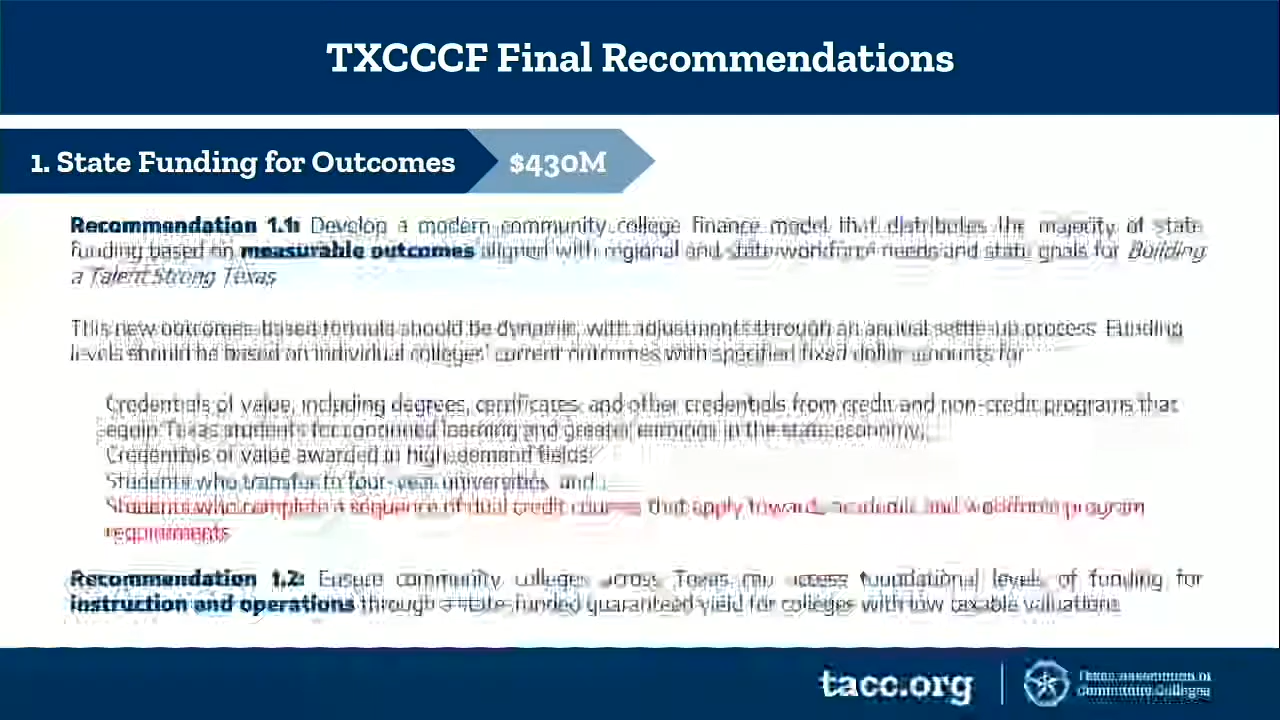 TXCCCF Final Recommendations
1. State Funding for Outcomes
$430M
Recommendation 1.1: Develop a modern community college finance model that distributes the majority of state
funding based on measurable outcomes aligned with regional and state workforce needs and state goals for Building
a Talent Strong Texas
This new outcomes-based formula should be dynamic, with adjustments through an annual settle-up process. Funding
levels should be based on individual colleges' current outcomes with specified fixed dollar amounts for
Credentials of value, including degrees, certificates, and other credentials from credit and non-credit programs that
equip Texas students for continued learning and greater earnings in the state economy;
Credentials of value awarded in high-demand fields;
Students who transfer to four-year universities, and
Students who complete a sequence of dual credit courses that apply toward academic and workforce program
requirements
Recommendation 1.2: Ensure community colleges across Texas can access foundational levels of funding for
instruction and operations through a state-funded guaranteed yield for colleges with low taxable valuations
tacc.org
Texas Association of
Community Colleges